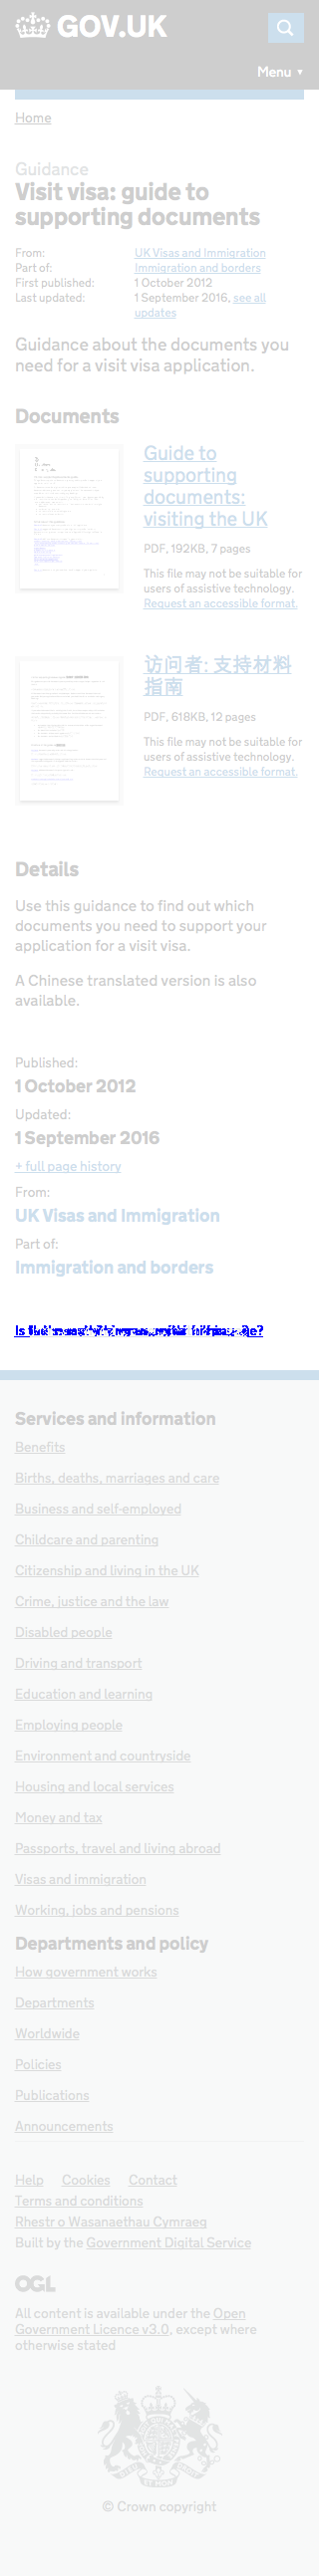 GOV.UK
Menu ▼
Home
Guidance
Visit visa: guide to
supporting documents
From: UK Visas and Immigration
Part of: Immigration and borders
First published: 1 October 2012
Last updated: 1 September 2016, see all
updates
Guidance about the documents you
need for a visit visa application.
Documents
Guide to
supporting
documents:
visiting the UK
PDF, 192KB, 7 pages
This file may not be suitable for
users of assistive technology.
Request an accessible format.
访问者: 支持材料
指南
PDF, 618KB, 12 pages
This file may not be suitable for
users of assistive technology.
Request an accessible format.
Details
Use this guidance to find out which
documents you need to support your
application for a visit visa.
A Chinese translated version is also
available.
Published:
1 October 2012
Updated:
1 September 2016
+ full page history
From:
UK Visas and Immigration
Part of:
Immigration and borders
Services and information
Benefits
Births, deaths, marriages and care
Business and self-employed
Childcare and parenting
Citizenship and living in the UK
Crime, justice and the law
Disabled people
Driving and transport
Education and learning
Employing people
Environment and countryside
Housing and local services
Money and tax
Passports, travel and living abroad
Visas and immigration
Working, jobs and pensions
Departments and policy
How government works
Departments
Worldwide
Policies
Publications
Announcements
Help Cookies Contact
Terms and conditions
Rhestr o Wasanaethau Cymraeg
Built by the Government Digital Service
OGL
All content is available under the Open
Government Licence v3.0, except where
otherwise stated
© Crown copyright